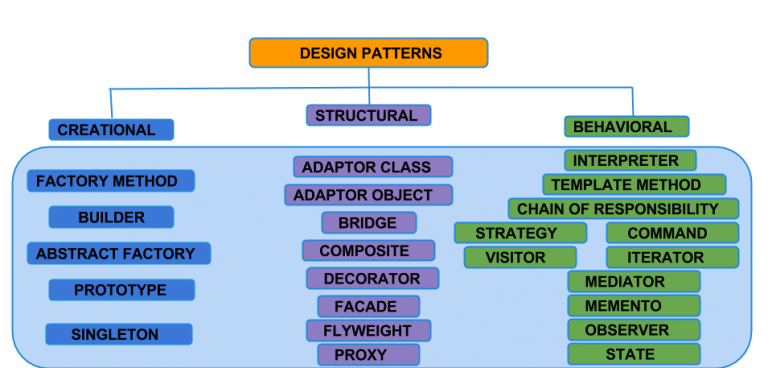 DESIGN PATTERNS
CREATIONAL
STRUCTURAL
BEHAVIORAL
FACTORY METHOD
BUILDER
ABSTRACT FACTORY
PROTOTYPE
SINGLETON
ADAPTOR CLASS
ADAPTOR OBJECT
BRIDGE
COMPOSITE
DECORATOR
FACADE
FLYWEIGHT
PROXY
INTERPRETER
TEMPLATE METHOD
CHAIN OF RESPONSIBILITY
STRATEGY
COMMAND
VISITOR
ITERATOR
MEDIATOR
MEMENTO
OBSERVER
STATE